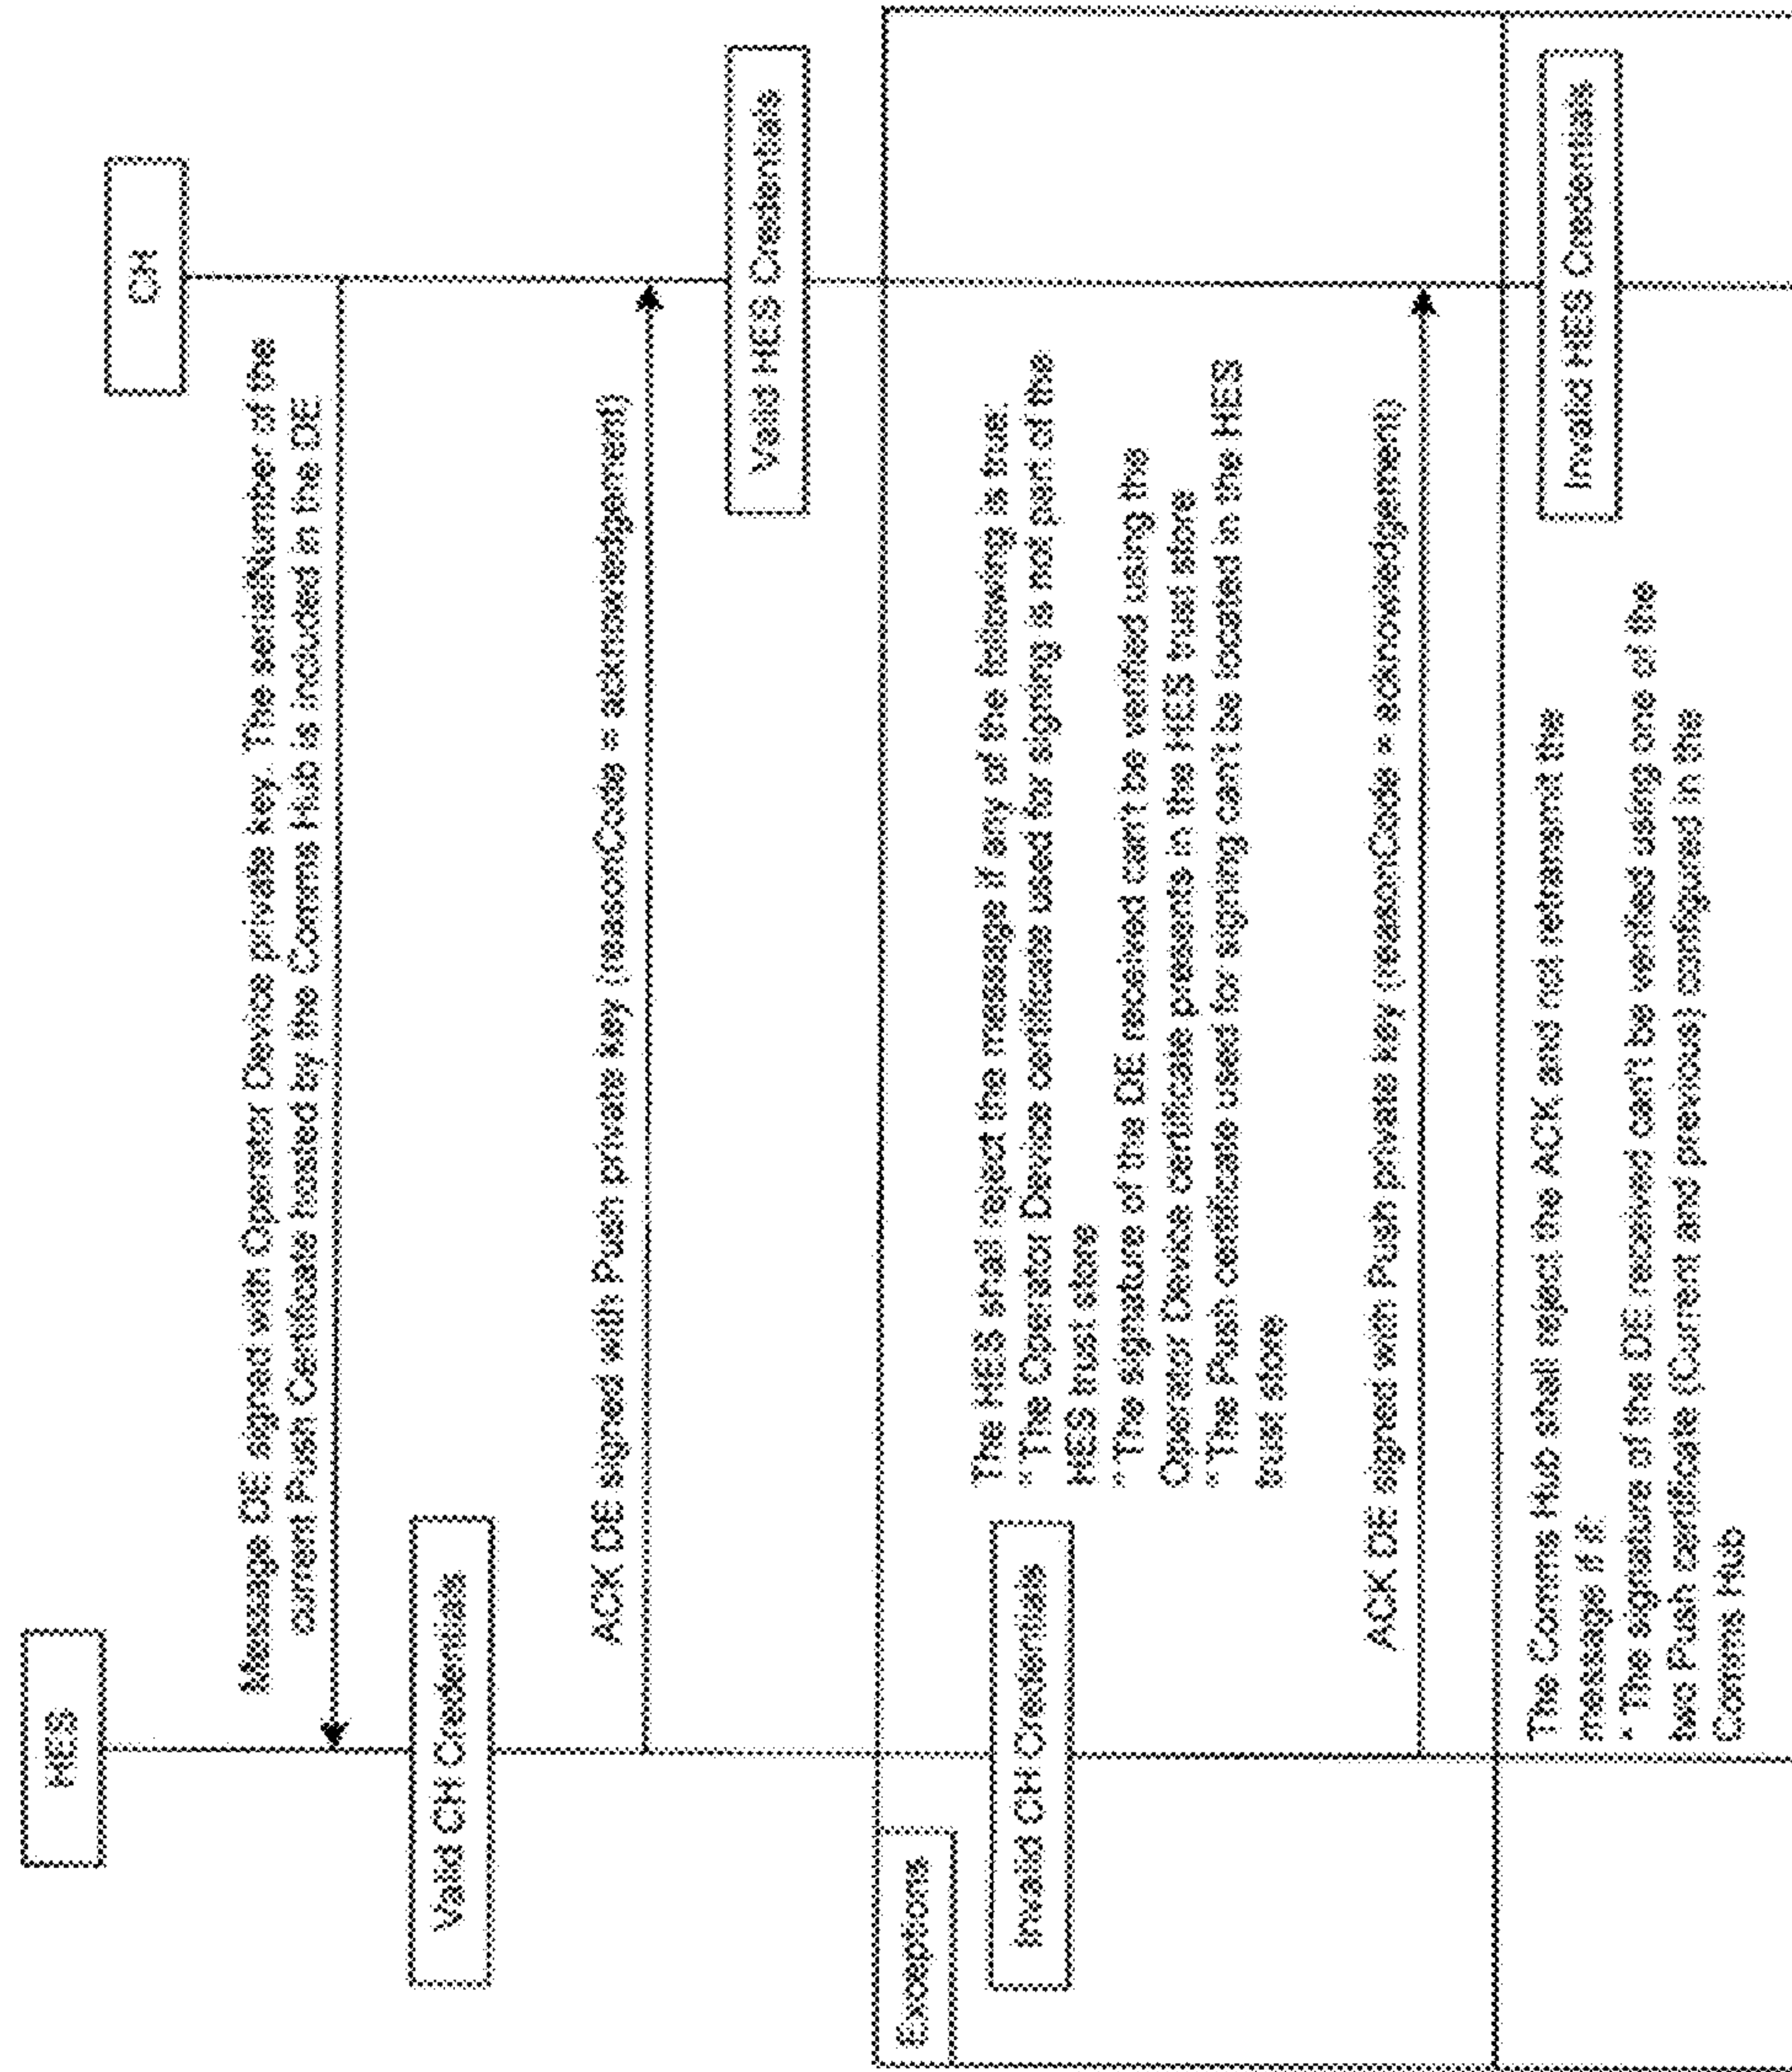 HES
CH
Message DE signed with Operator Device private key. The serialNumber of the
current Push Certificate hosted by the Comms Hub is included in the DE
Valid CH Credentials
ACK DE signed with Push private key (reasonCode = acknowledgement)
Valid HES Credentials
Exceptions
The HES shall reject the message if any of the following is true:
"The Operator Device certificate used for signing is not part of the
HES trust store
"The signature of the DE received can't be verified using the
Operator Device certificate presents in the HES trust store
"The Push certificate used for signing can't be located in the HES
trust store
Invalid CH Credentials
ACK DE signed with Push private key (reasonCode = acknowledgement)
Invalid HES Credentials
The Comms Hub shall reject the ACK and not retransmit the
message if it:
" The signature of the DE received can't be verified using one of the
two Push certificate (Current and previous) configured in the
Comms Hub